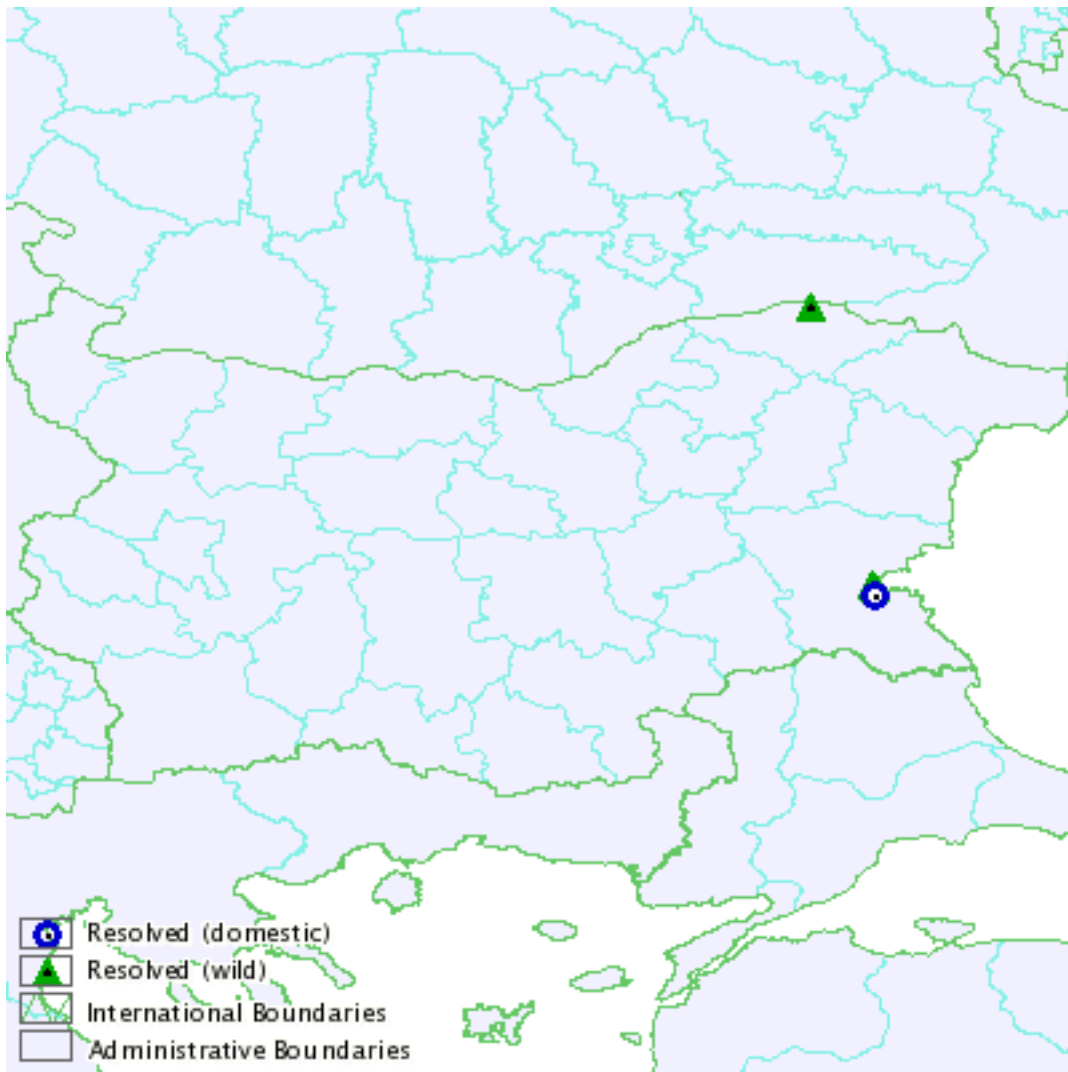 Resolved (domestic)
Resolved (wild)
International Boundaries
Administrative Boundaries